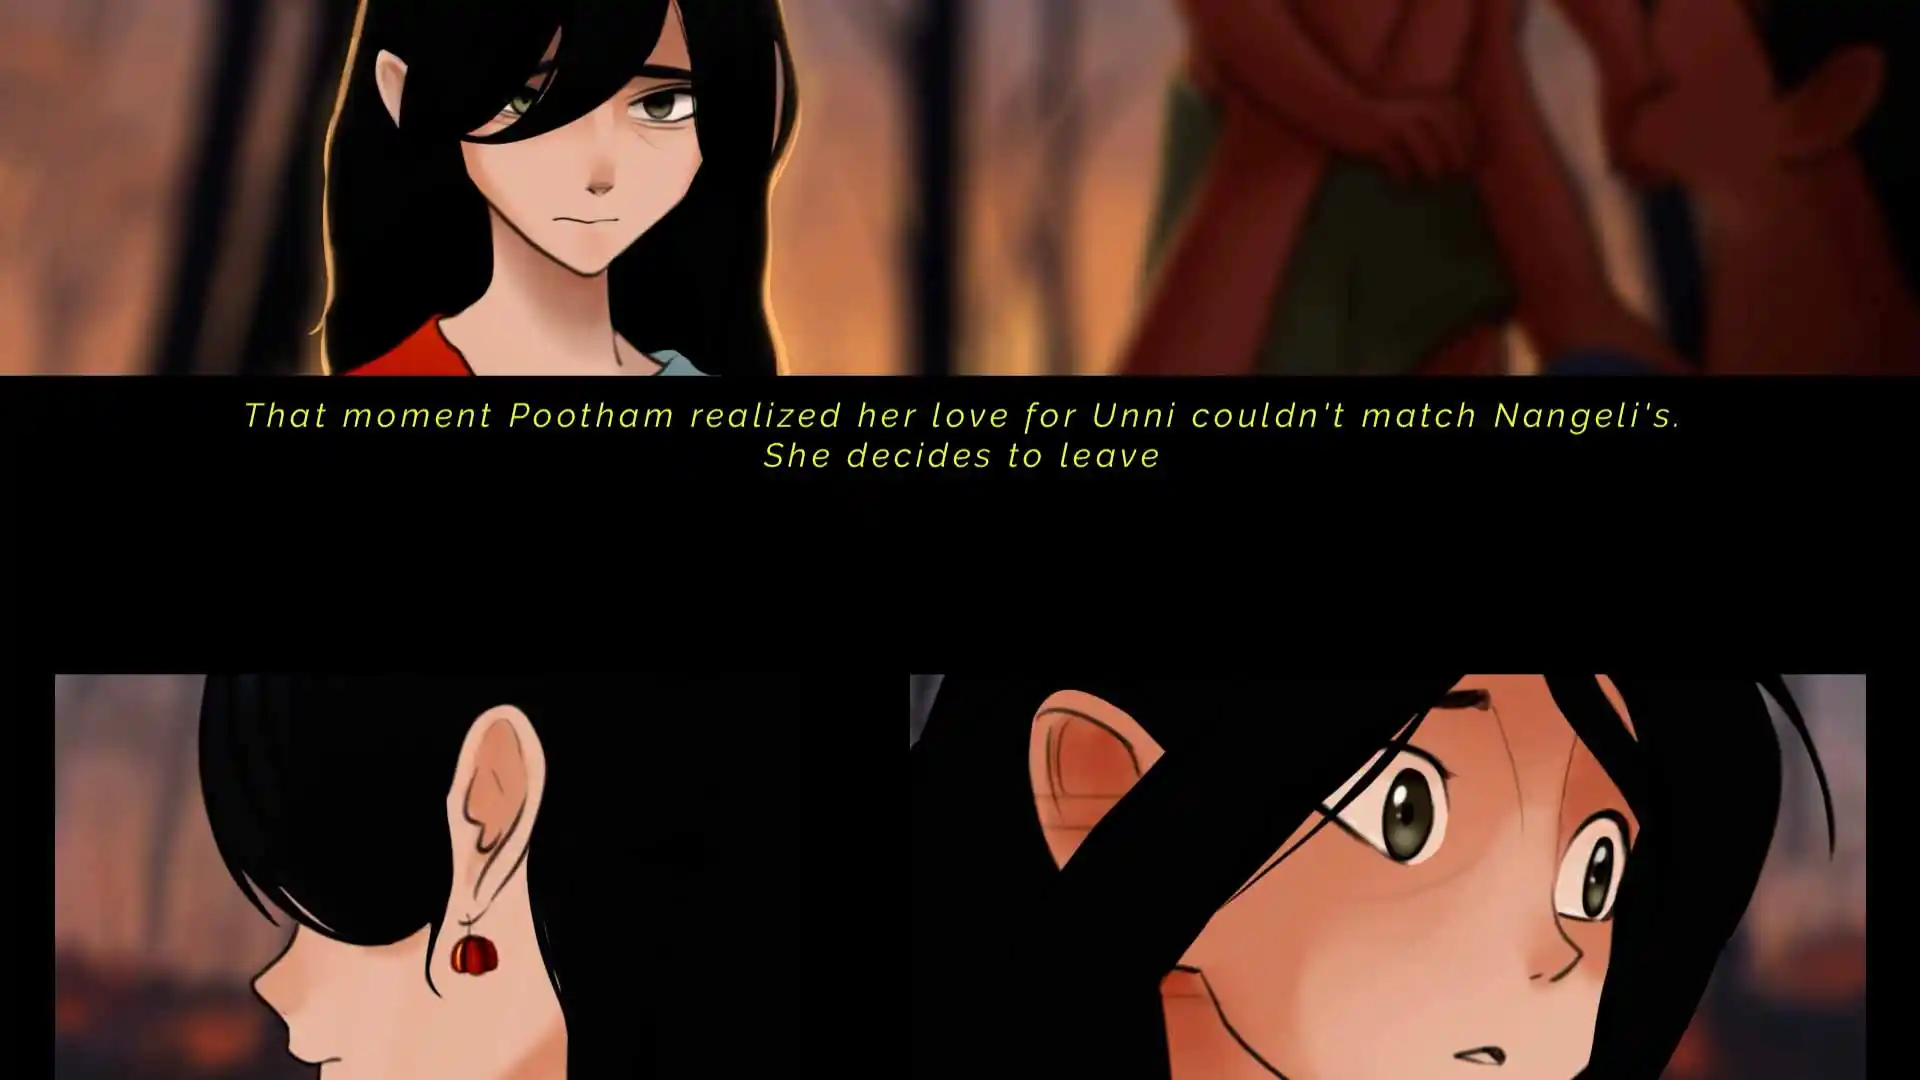 That moment Pootham realized her love for Unni couldn't match Nangeli's.
She decides to leave